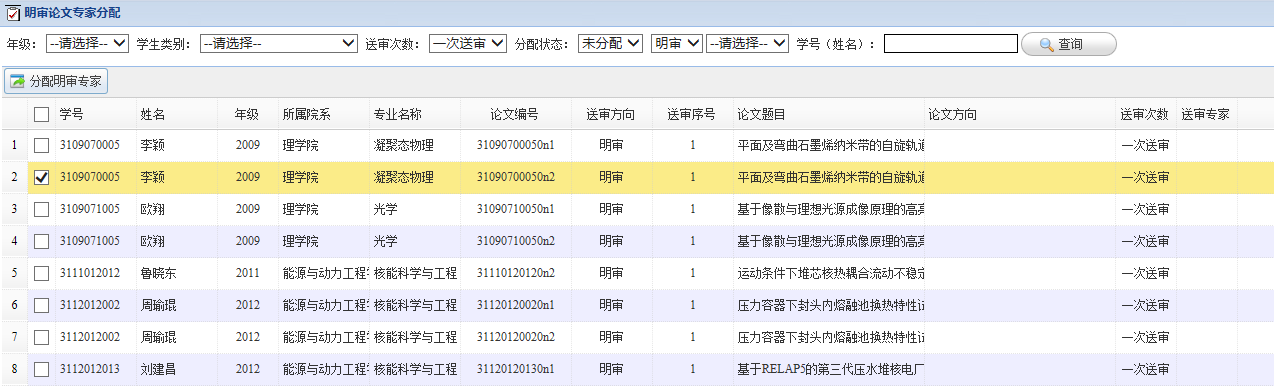 明审论文专家分配
年级： --请选择-- 学生类别： --请选择-- 送审次数： 一次送审 分配状态： 未分配 明审 --请选择-- 学号（姓名）： 查询
分配明审专家
学号 姓名 年级 所属院系 专业名称 论文编号 送审方向 送审序号 论文题目 论文方向 送审次数 送审专家
1 3109070005 李颖 2009 理学院 凝聚态物理 31090700050n1 明审 1 平面及弯曲石墨烯纳米带的自旋轨道 一次送审
2 3109070005 李颖 2009 理学院 凝聚态物理 31090700050n2 明审 1 平面及弯曲石墨烯纳米带的自旋轨道 一次送审
3 3109071005 欧翔 2009 理学院 光学 31090710050n1 明审 1 基于像散与理想光源成像原理的高亮 一次送审
4 3109071005 欧翔 2009 理学院 光学 31090710050n2 明审 1 基于像散与理想光源成像原理的高亮 一次送审
5 3111012012 鲁晓东 2011 能源与动力工程 核能科学与工程 31110120120n2 明审 1 运动条件下堆芯核热耦合流动不稳定 一次送审
6 3112012002 周瑜琨 2012 能源与动力工程 核能科学与工程 31120120020n1 明审 1 压力容器下封头内熔融池换热特性试 一次送审
7 3112012002 周瑜琨 2012 能源与动力工程 核能科学与工程 31120120020n2 明审 1 压力容器下封头内熔融池换热特性试 一次送审
8 3112012013 刘建昌 2012 能源与动力工程 核能科学与工程 31120120130n1 明审 1 基于RELAP5的第三代压水堆核电厂 一次送审